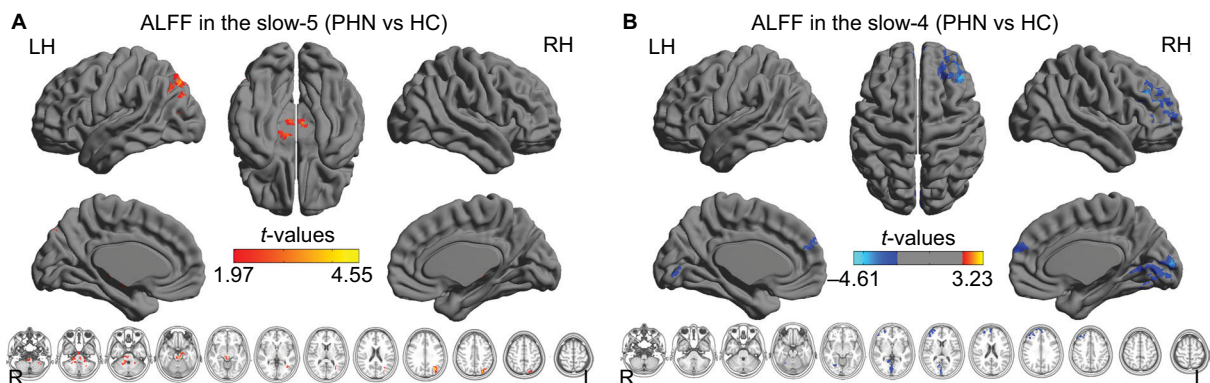 A
ALFF in the slow-5 (PHN vs HC)
LH
RH
t-values
1.97
4.55
R
L
B
ALFF in the slow-4 (PHN vs HC)
LH
RH
t-values
–4.61
3.23
R
L